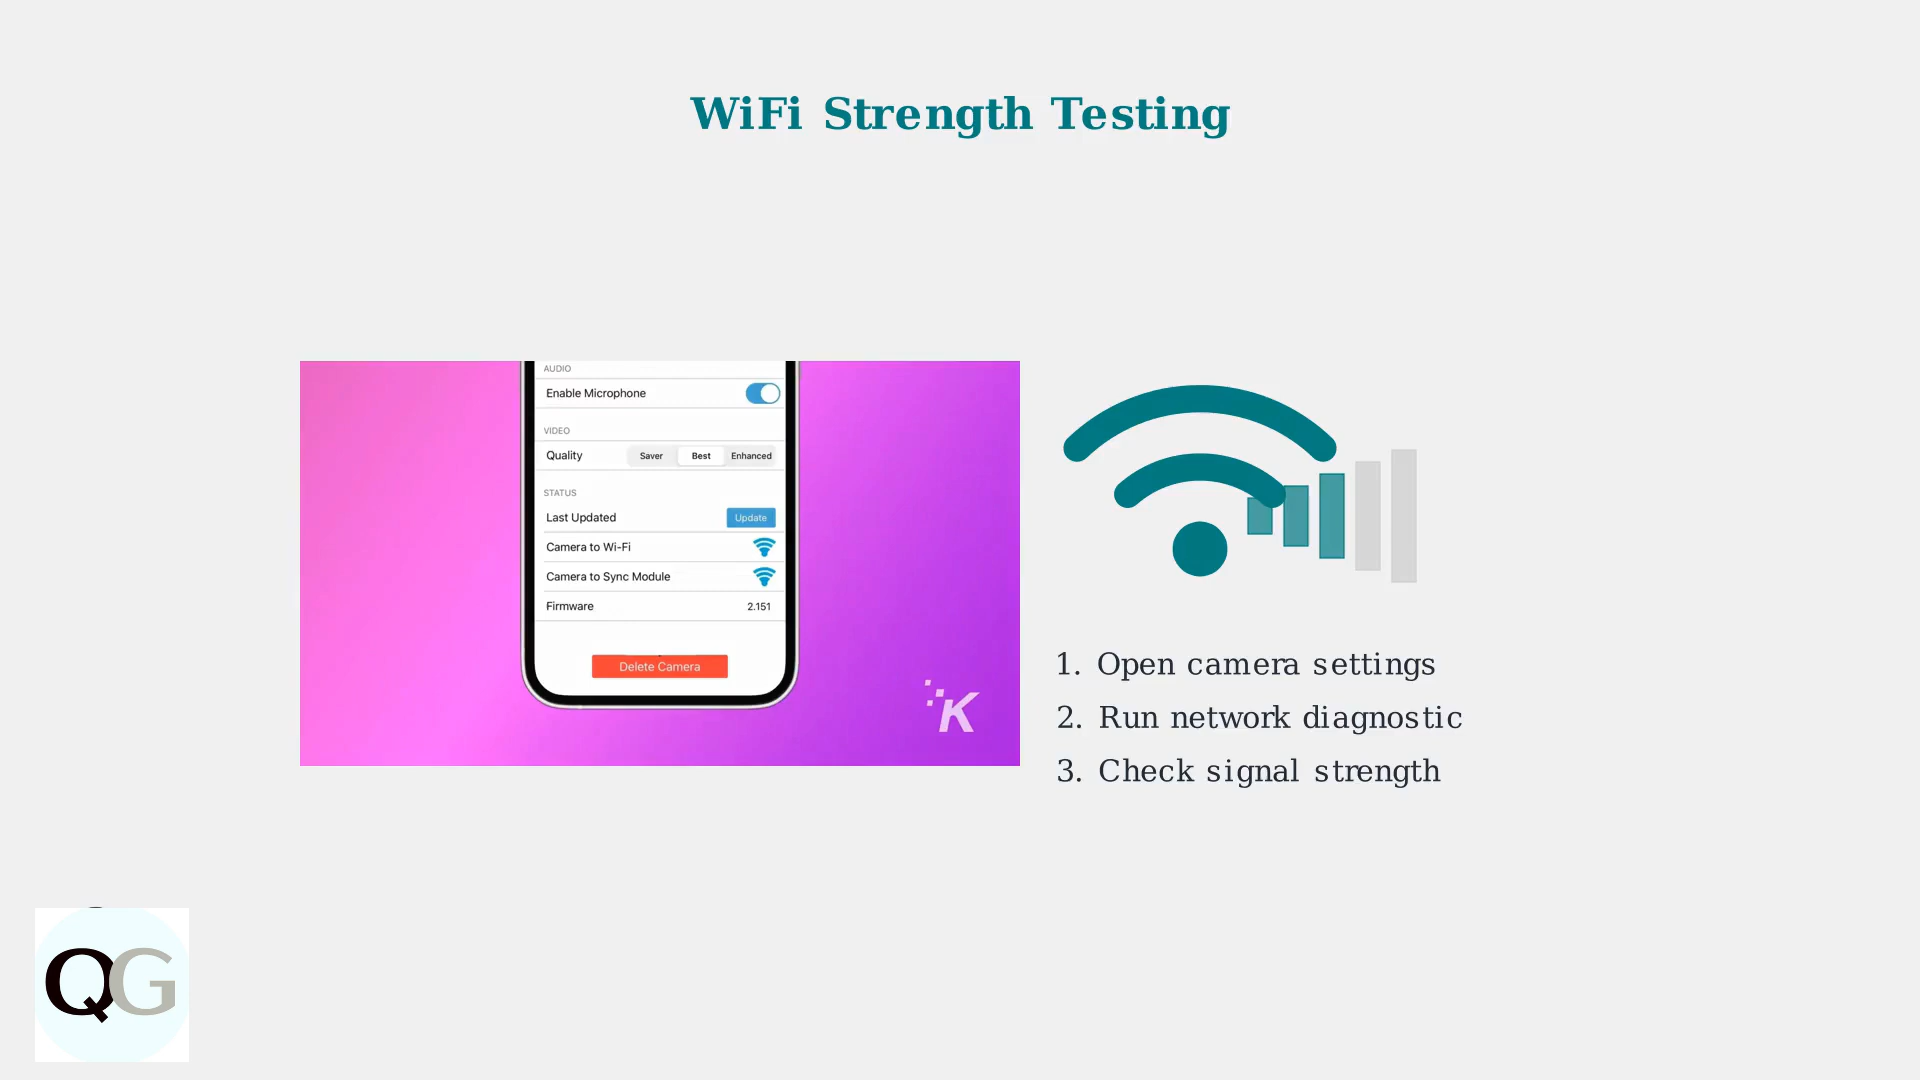 WiFi Strength Testing
AUDIO
Enable Microphone
VIDEO
Quality Saver Best Enhanced
STATUS
Last Updated Update
Camera to Wi-Fi
Camera to Sync Module
Firmware 2.151
Delete Camera
K
1. Open camera settings
2. Run network diagnostic
3. Check signal strength
QG